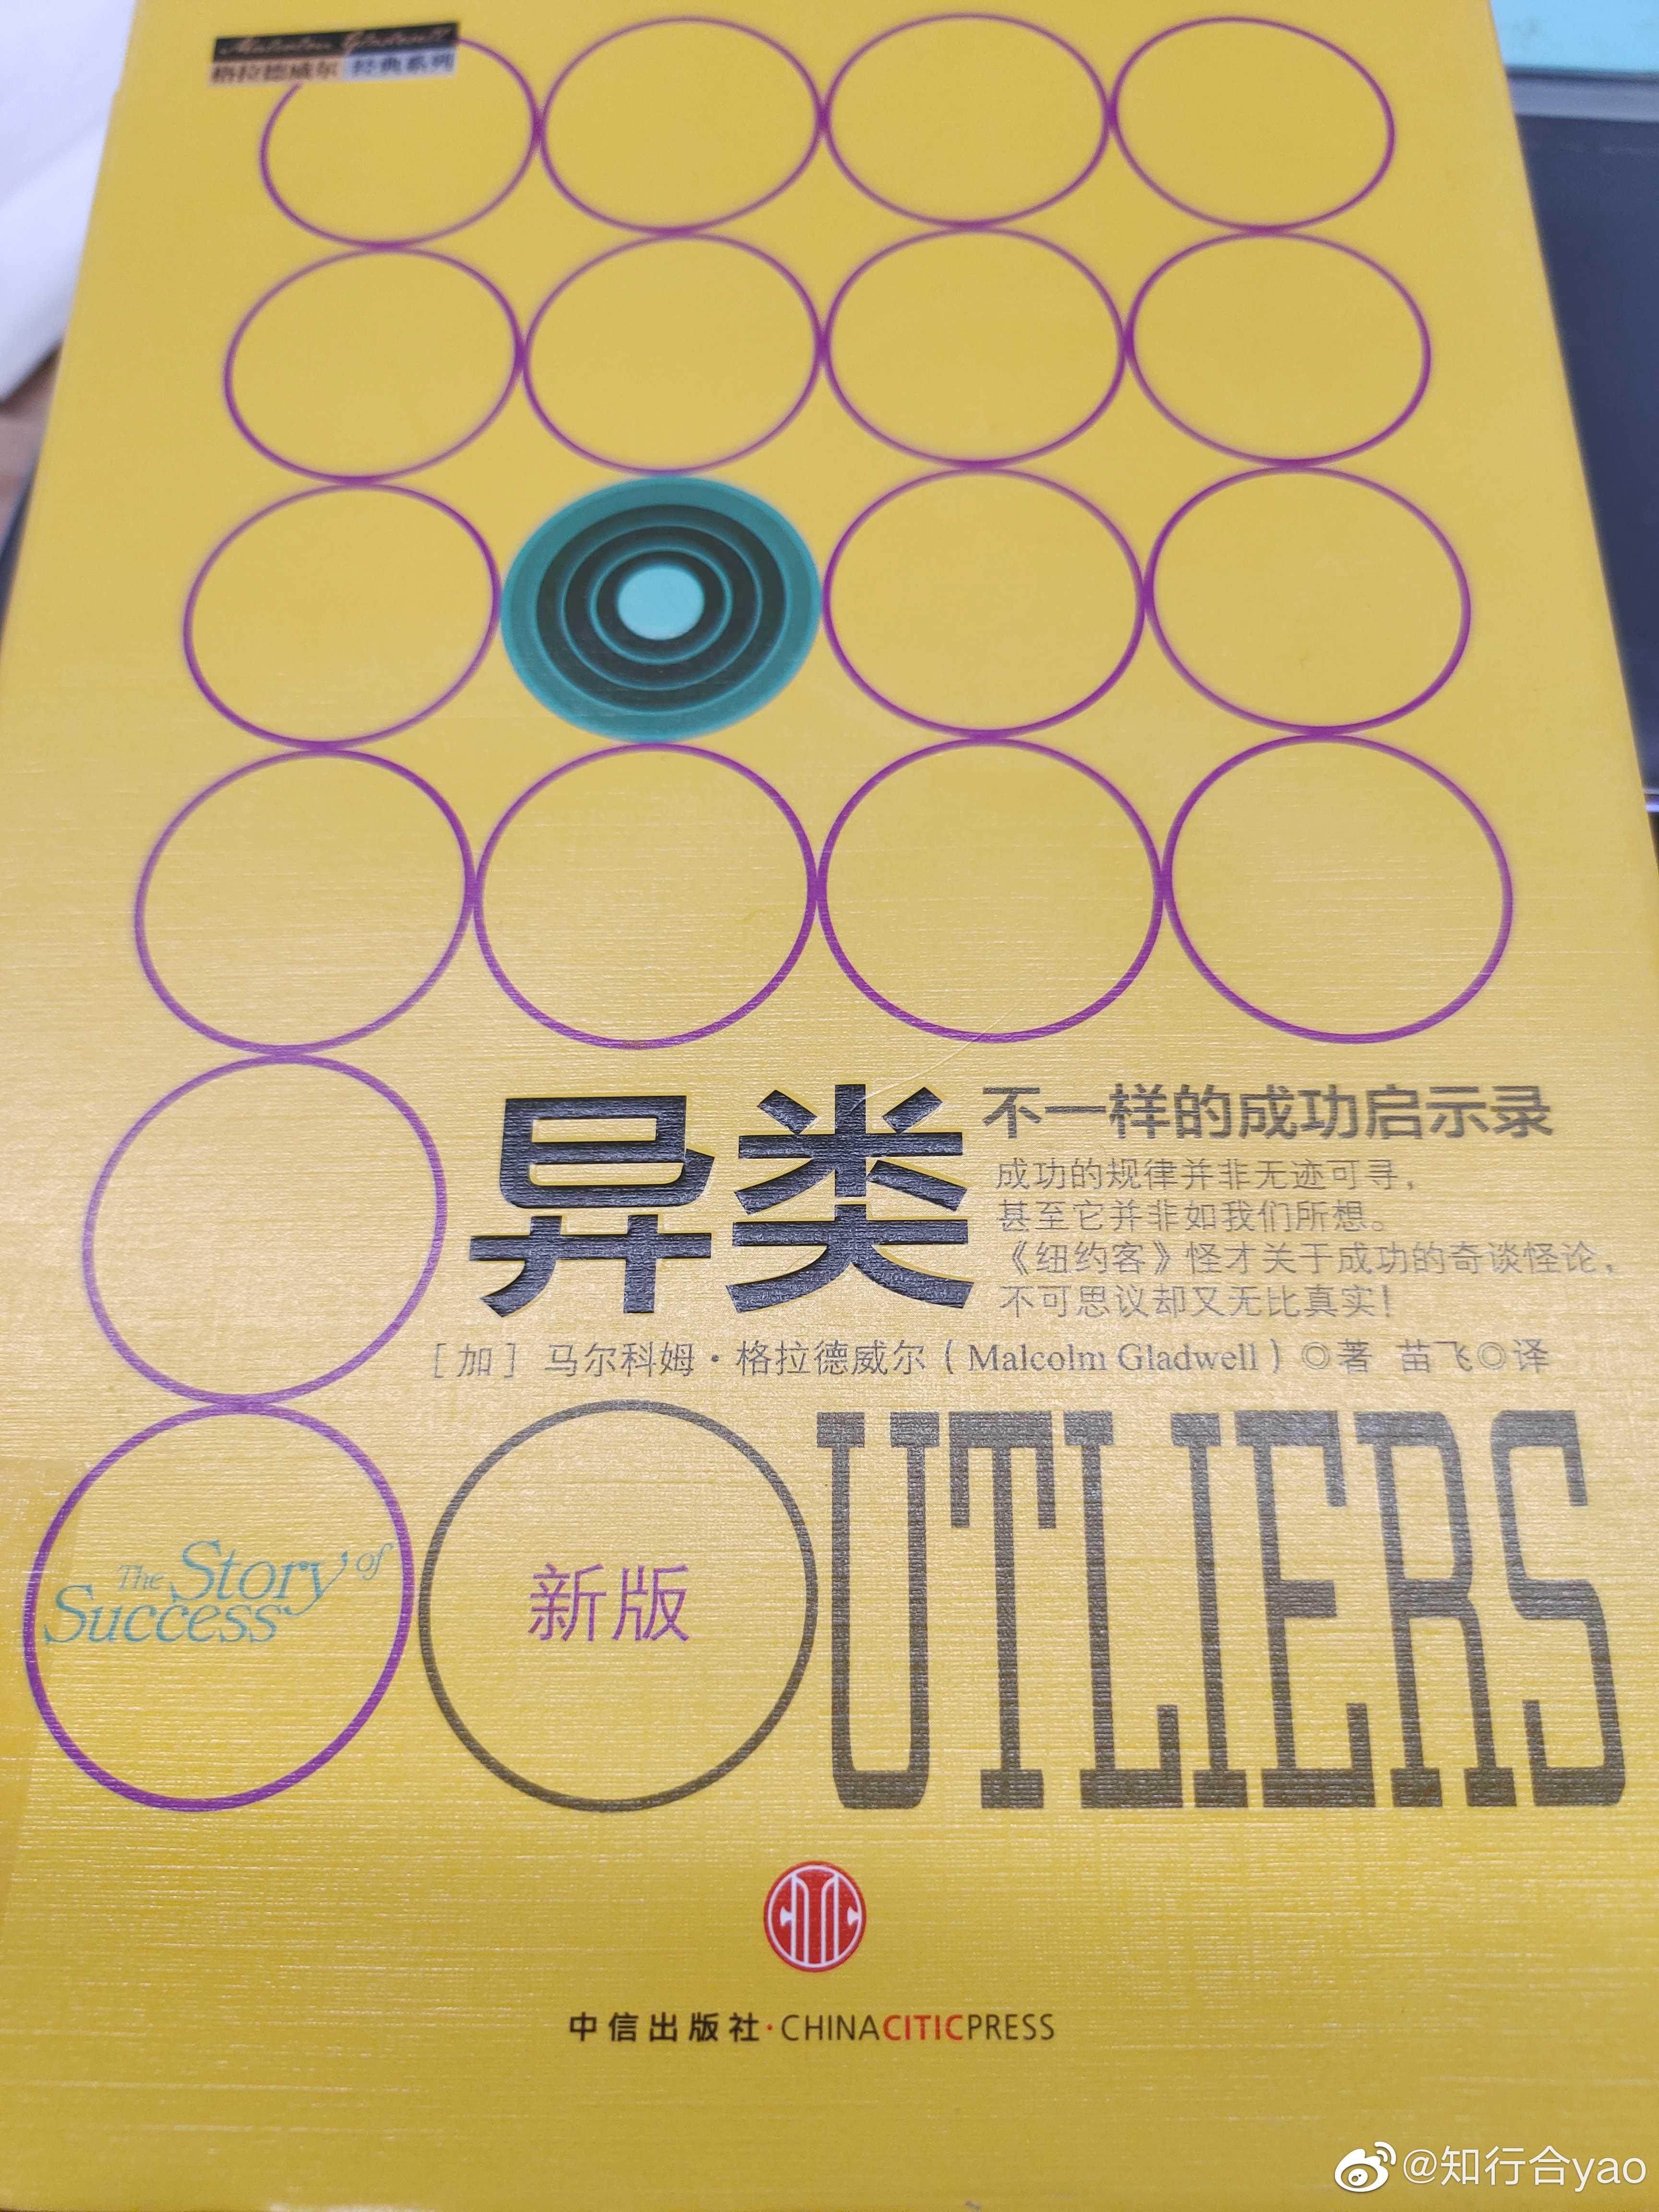 Malcolm Gladwell
格拉德威尔 经典系列
异类
不一样的成功启示录
成功的规律并非无迹可寻，
甚至它并非如我们所想。
《纽约客》怪才关于成功的奇谈怪论，
不可思议却又无比真实！
[加] 马尔科姆·格拉德威尔（Malcolm Gladwell）◎著 苗飞◎译
OUTLIERS
The Story of
Success
新版
中信出版社·CHINACITICPRESS
@知行合yao